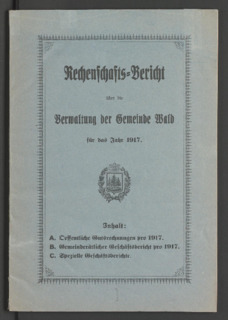 Rechenschafts-Bericht
über die
Verwaltung der Gemeinde Wald
für das Jahr 1917.
Inhalt:
A. Oeffentliche Gutsrechnungen pro 1917.
B. Gemeinderätlicher Geschäftsbericht pro 1917.
C. Spezielle Geschäftsberichte